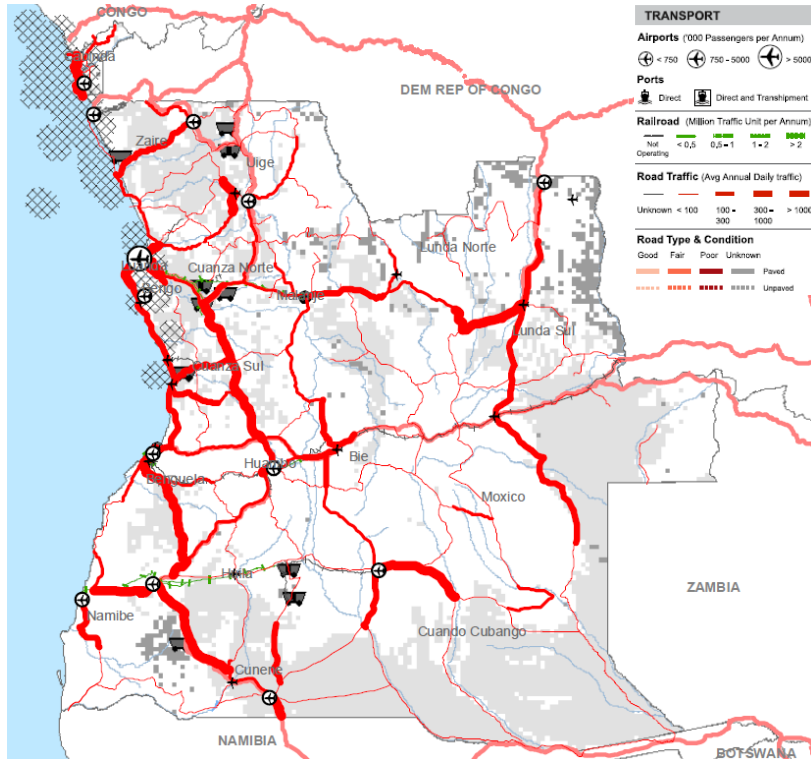 CONGO
Cabinda
DEM REP OF CONGO
Zaire
Uige
Lunda Norte
Luanda
Cuanza Norte
Bengo
Malanje
Lunda Sul
Cuanza Sul
Huambo
Bie
Benguela
Moxico
Huila
ZAMBIA
Namibe
Cuando Cubango
Cunene
NAMIBIA
BOTSWANA
TRANSPORT
Airports ('000 Passengers per Annum)
< 750 750 - 5000 > 5000
Ports
Direct Direct and Transhipment
Railroad (Million Traffic Unit per Annum)
Not Operating < 0,5 0,5 - 1 1 - 2 > 2
Road Traffic (Avg Annual Daily traffic)
Unknown < 100 100 - 300 300 - 1000 > 1000
Road Type & Condition
Good Fair Poor Unknown
Paved
Unpaved